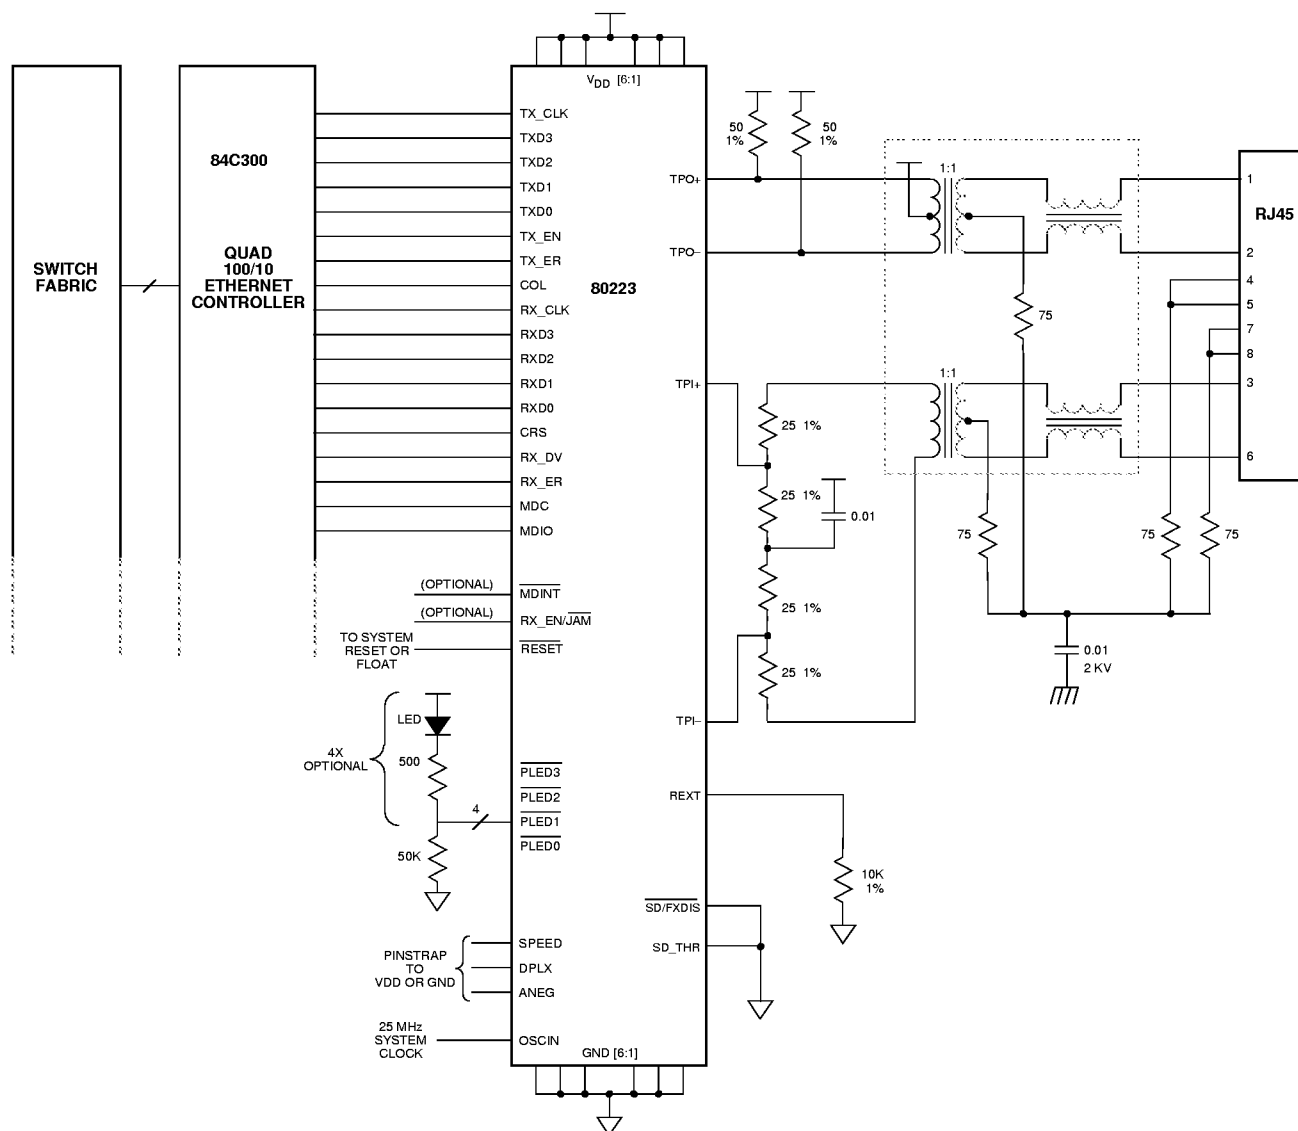 SWITCH
FABRIC
84C300
QUAD
100/10
ETHERNET
CONTROLLER
VDD [6:1]
80223
TX_CLK
TXD3
TXD2
TXD1
TXD0
TX_EN
TX_ER
COL
RX_CLK
RXD3
RXD2
RXD1
RXD0
CRS
RX_DV
RX_ER
MDC
MDIO
(OPTIONAL)
MDINT
(OPTIONAL)
RX_EN/JAM
TO SYSTEM
RESET OR
FLOAT
RESET
LED
500
4X
OPTIONAL
50K
4
PLED3
PLED2
PLED1
PLED0
PINSTRAP
TO
VDD OR GND
SPEED
DPLX
ANEG
25 MHz
SYSTEM
CLOCK
OSCIN
GND [6:1]
TPO+
TPO–
TPI+
TPI–
REXT
SD/FXDIS
SD_THR
50
1%
50
1%
1:1
75
1:1
25 1%
25 1%
0.01
25 1%
25 1%
75
75
75
0.01
2 KV
10K
1%
RJ45
1
2
4
5
7
8
3
6